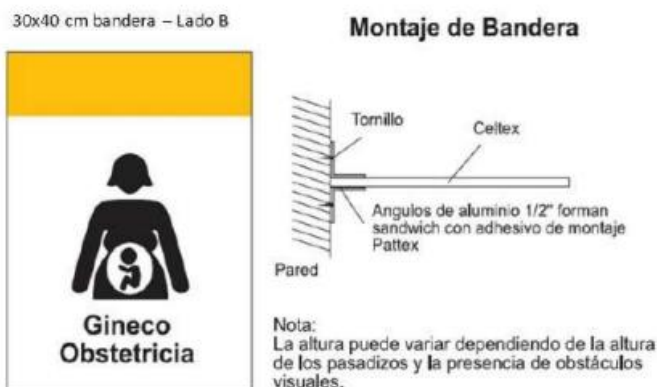 30x40 cm bandera – Lado B
Montaje de Bandera
Tornillo
Celtex
Angulos de aluminio 1/2" forman
sandwich con adhesivo de montaje
Pattex
Pared
Gineco
Obstetricia
Nota:
La altura puede variar dependiendo de la altura
de los pasadizos y la presencia de obstáculos
visuales.